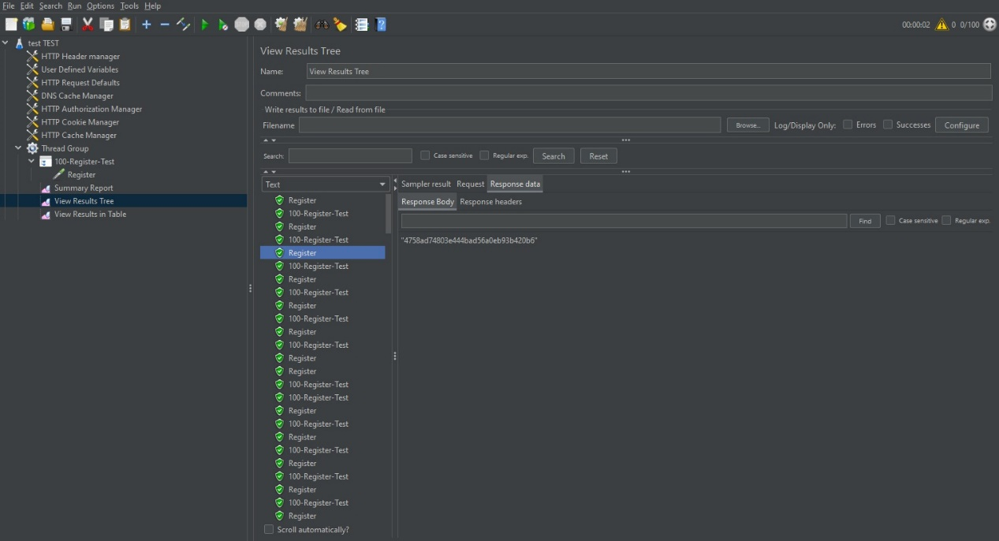 File Edit Search Run Options Tools Help
00:00:02 0 0/100
test TEST
HTTP Header manager
User Defined Variables
HTTP Request Defaults
DNS Cache Manager
HTTP Authorization Manager
HTTP Cookie Manager
HTTP Cache Manager
Thread Group
100-Register-Test
Register
Summary Report
View Results Tree
View Results in Table
View Results Tree
Name: View Results Tree
Comments:
Write results to file / Read from file
Filename Browse... Log/Display Only: Errors Successes Configure
Search: Case sensitive Regular exp. Search Reset
Text
Register
100-Register-Test
Register
100-Register-Test
Register
100-Register-Test
Register
100-Register-Test
Register
100-Register-Test
Register
100-Register-Test
Register
Register
100-Register-Test
100-Register-Test
Register
100-Register-Test
Register
100-Register-Test
Register
100-Register-Test
Register
100-Register-Test
Register
Scroll automatically?
Sampler result Request Response data
Response Body Response headers
Find Case sensitive Regular exp.
"4758ad74803e444bad56a0eb93b420b6"